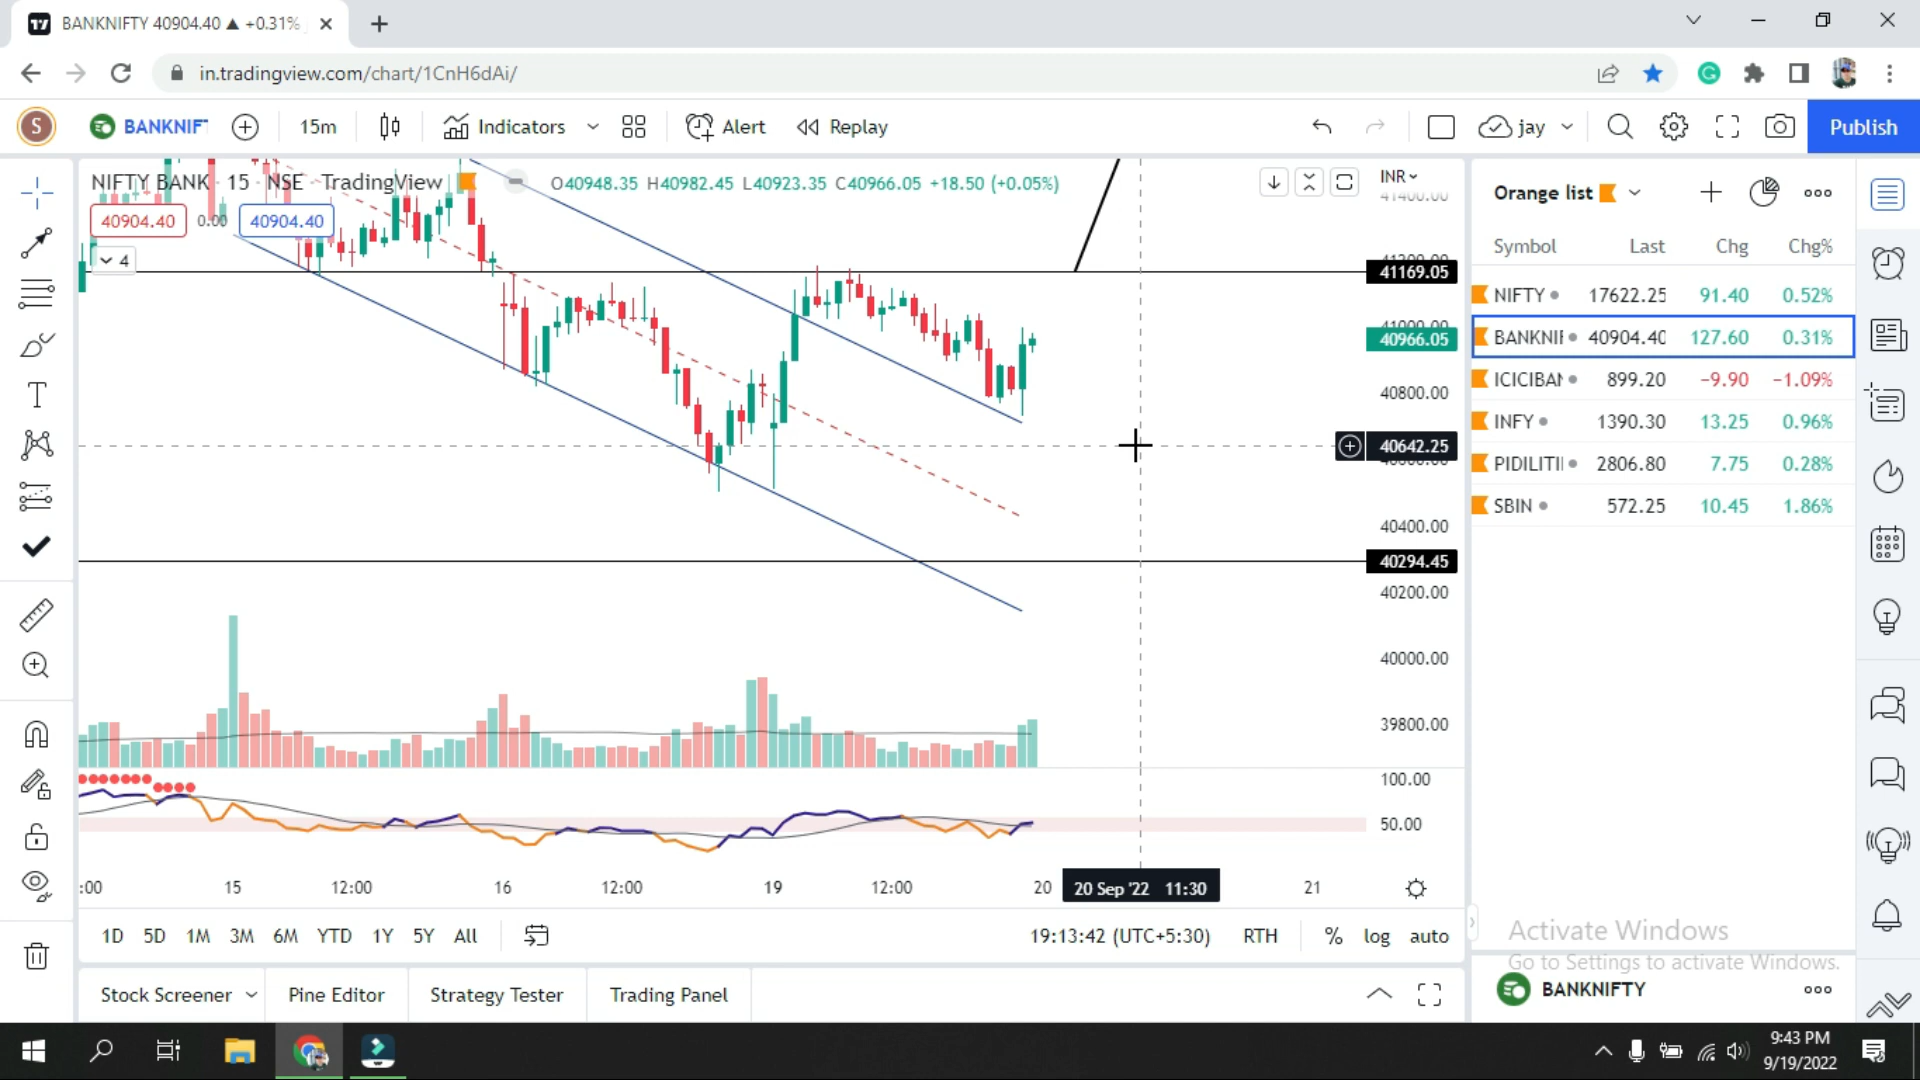 BANKNIFTY 40904.40 ▲ +0.31%
in.tradingview.com/chart/1CnH6dAi/
S
BANKNIF
15m
Indicators
Alert
Replay
jay
Publish
NIFTY BANK · 15 · NSE · TradingView
O40948.35 H40982.45 L40923.35 C40966.05 +18.50 (+0.05%)
INR
40904.40 0.00 40904.40
4
41169.05
40966.05
40800.00
40642.25
40400.00
40294.45
40200.00
40000.00
39800.00
100.00
50.00
:00 15 12:00 16 12:00 19 12:00 20 20 Sep '22 11:30 21
1D 5D 1M 3M 6M YTD 1Y 5Y All
19:13:42 (UTC+5:30) RTH % log auto
Stock Screener Pine Editor Strategy Tester Trading Panel
Orange list
Symbol Last Chg Chg%
NIFTY 17622.25 91.40 0.52%
BANKNIF 40904.40 127.60 0.31%
ICICIBAN 899.20 −9.90 −1.09%
INFY 1390.30 13.25 0.96%
PIDILITI 2806.80 7.75 0.28%
SBIN 572.25 10.45 1.86%
Activate Windows
Go to Settings to activate Windows.
BANKNIFTY
9:43 PM
9/19/2022